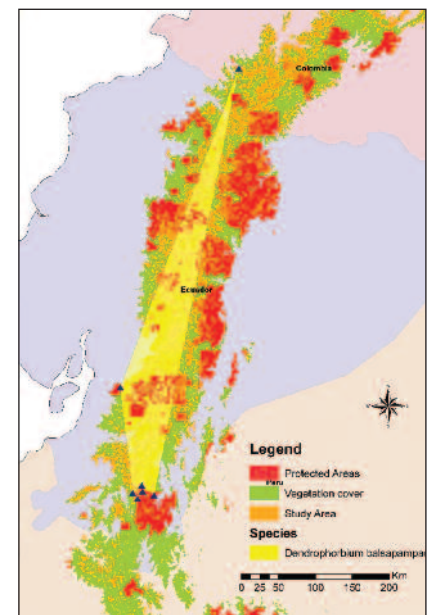 Colombia
Ecuador
Legend
Protected Areas
Peru
Vegetation cover
Study Area
Species
Dendrophorbium balsapampae
Km
0 25 50 100 150 200